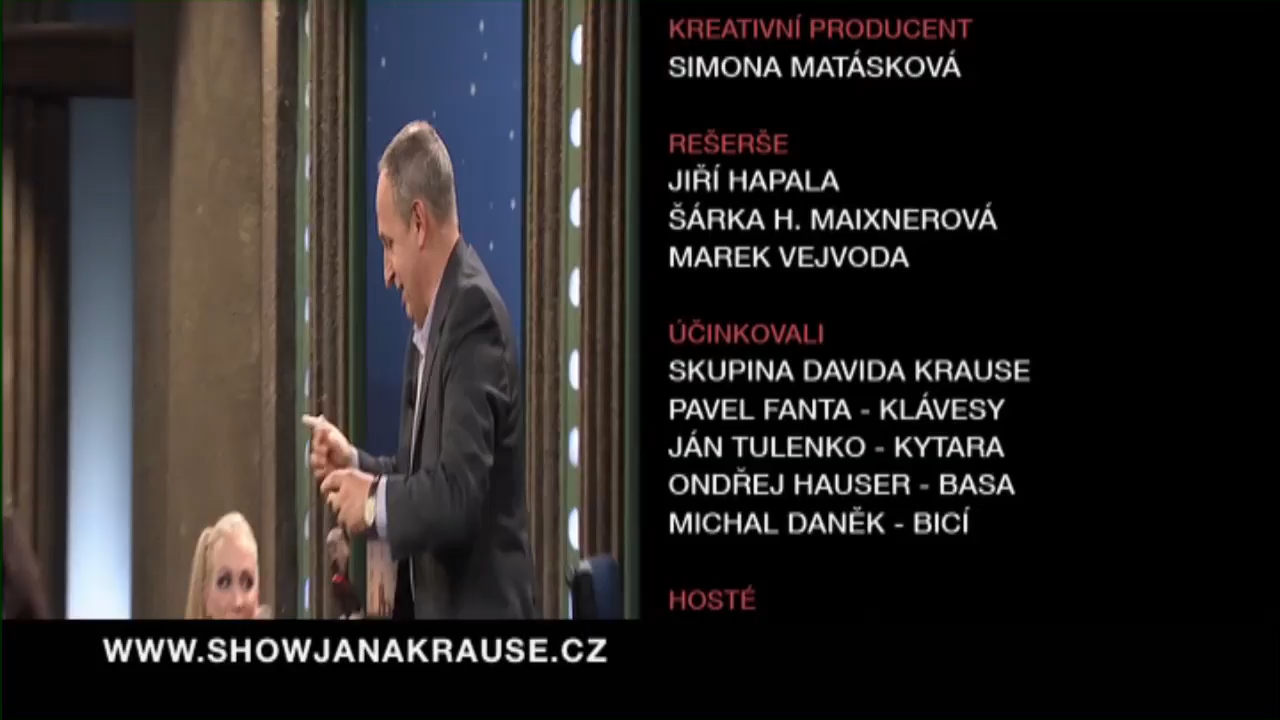 KREATIVNÍ PRODUCENT
SIMONA MATÁSKOVÁ
REŠERŠE
JIŘÍ HAPALA
ŠÁRKA H. MAIXNEROVÁ
MAREK VEJVODA
ÚČINKOVALI
SKUPINA DAVIDA KRAUSE
PAVEL FANTA - KLÁVESY
JÁN TULENKO - KYTARA
ONDŘEJ HAUSER - BASA
MICHAL DANĚK - BICÍ
HOSTÉ
WWW.SHOWJANAKRAUSE.CZ